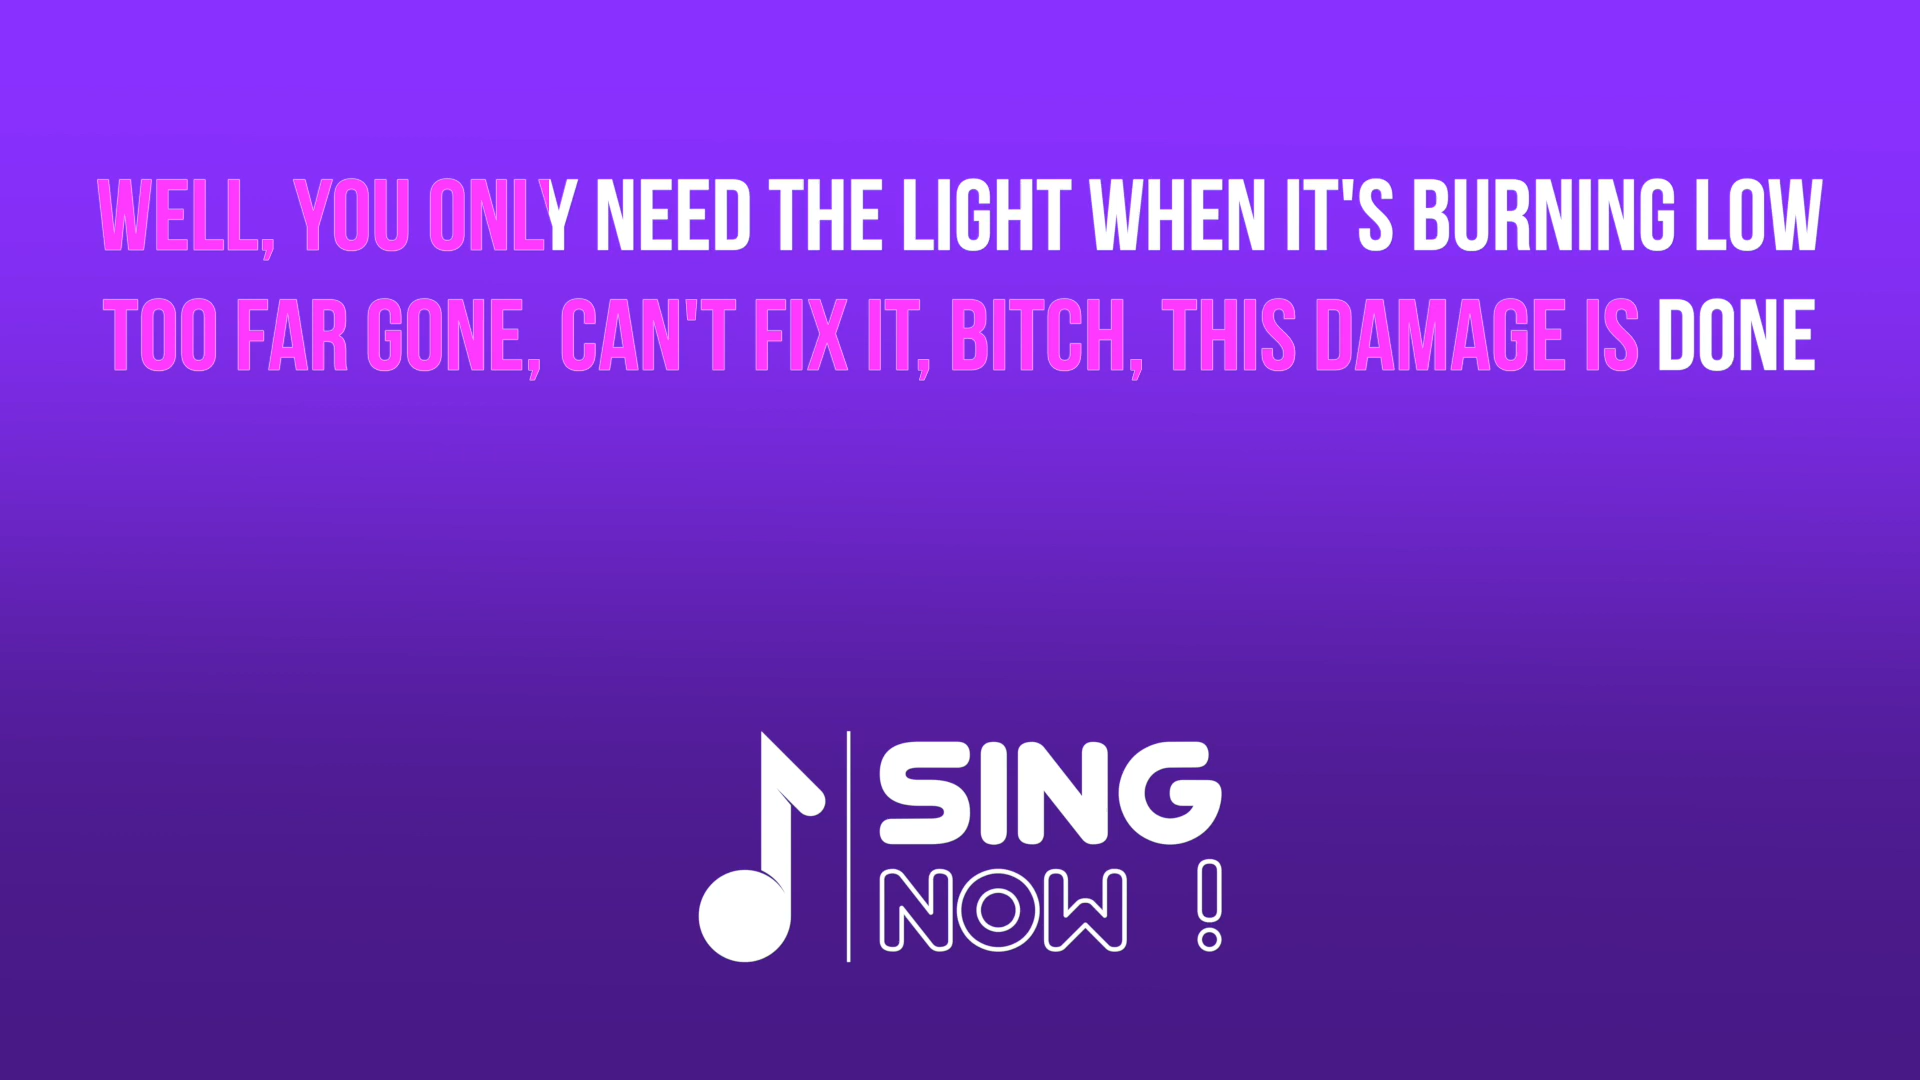 WELL, YOU ONLY NEED THE LIGHT WHEN IT'S BURNING LOW
TOO FAR GONE, CAN'T FIX IT, BITCH, THIS DAMAGE IS DONE
SING
NOW !